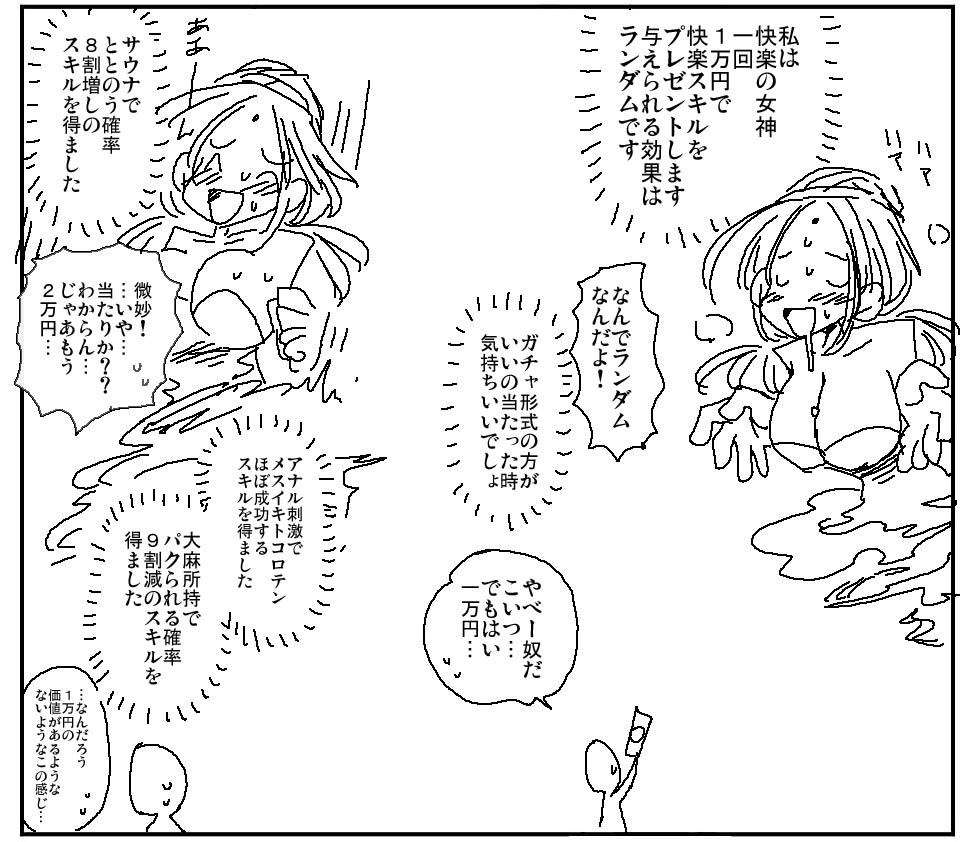 私は
快楽の女神
一回
１万円で
快楽スキルを
プレゼントします
与えられる効果は
ランダムです
ハァ
ハァ
なんでランダム
なんだよ！
ガチャ形式の方が
いいの当たった時
気持ちいいでしょ
やべー奴だ
こいつ…
でもはい
一万円…
あぁ
サウナで
ととのう確率
８割増しの
スキルを得ました
微妙！
…いや…
当たりか？？
わからん…
じゃあもう
２万円…
アナル刺激で
メスイキトコロテン
ほぼ成功する
スキルを得ました
大麻所持で
パクられる確率
９割減のスキルを
得ました
…なんだろう
１万円の
価値があるような
ないようなこの感じ…